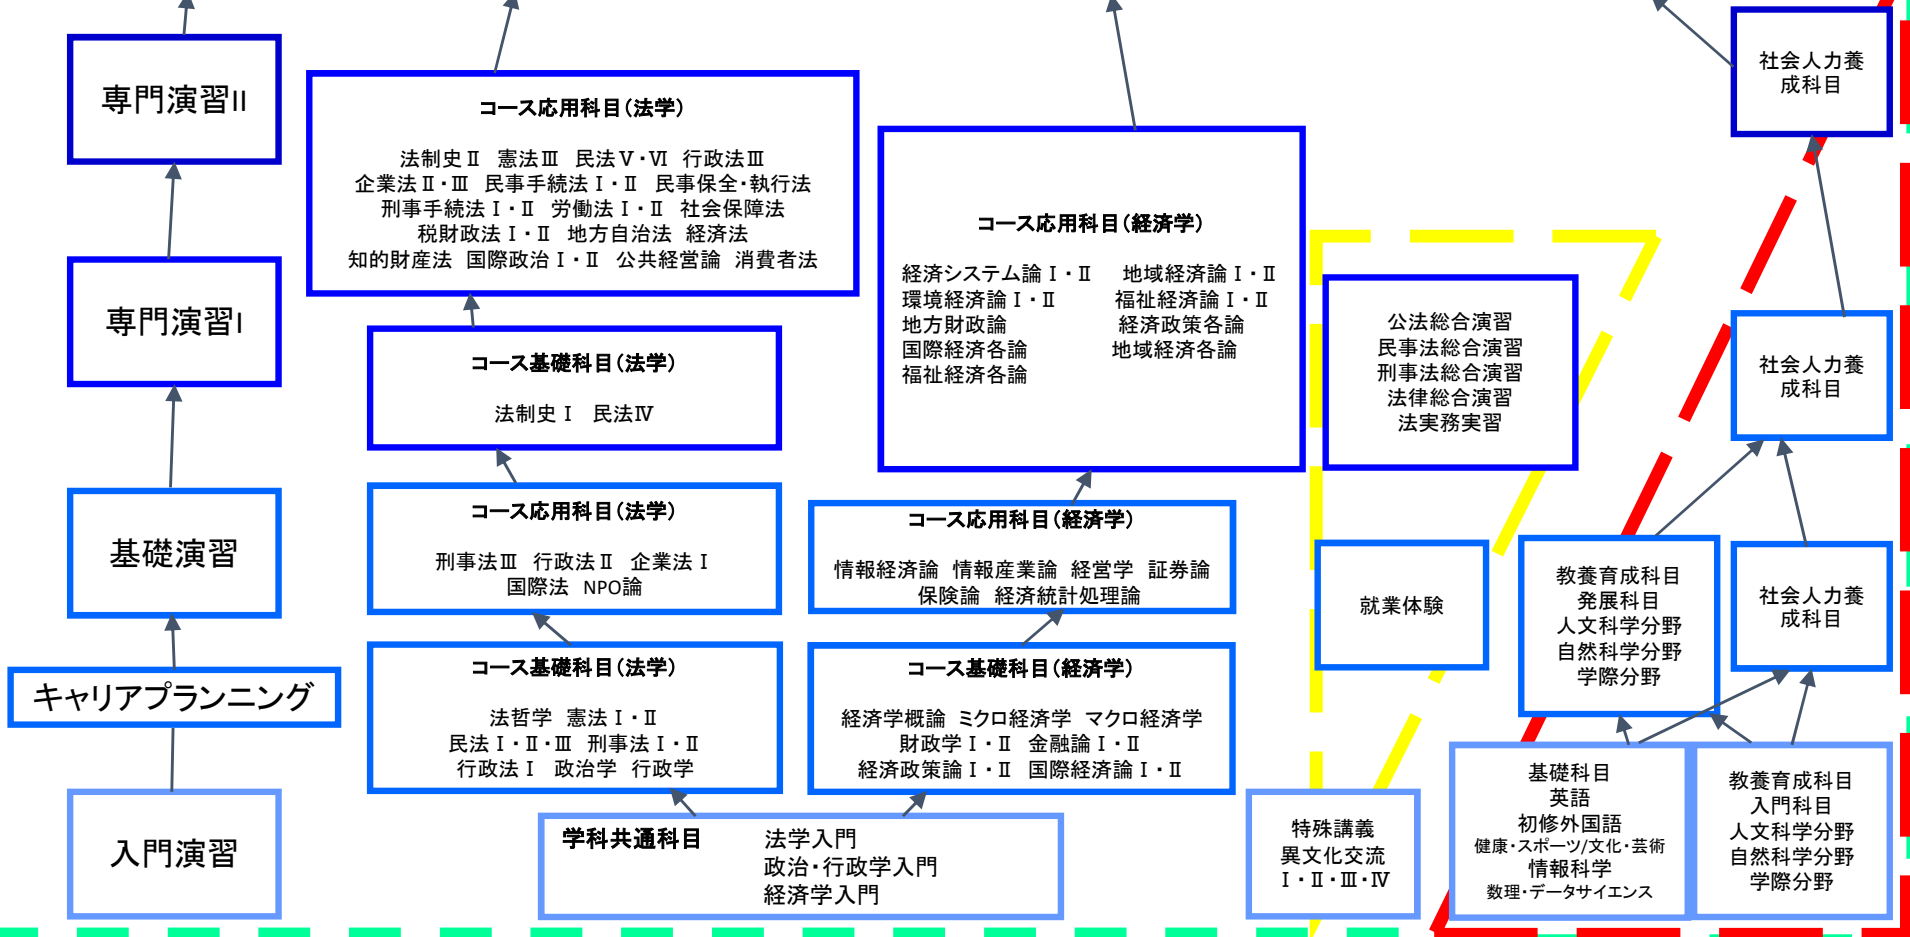 専門演習II
専門演習I
基礎演習
キャリアプランニング
入門演習
コース応用科目(法学)
法制史Ⅱ 憲法Ⅲ 民法Ⅴ・Ⅵ 行政法Ⅲ
企業法Ⅱ・Ⅲ 民事手続法Ⅰ・Ⅱ 民事保全・執行法
刑事手続法Ⅰ・Ⅱ 労働法Ⅰ・Ⅱ 社会保障法
税財政法Ⅰ・Ⅱ 地方自治法 経済法
知的財産法 国際政治Ⅰ・Ⅱ 公共経営論 消費者法
コース基礎科目(法学)
法制史Ⅰ 民法Ⅳ
コース応用科目(法学)
刑事法Ⅲ 行政法Ⅱ 企業法Ⅰ
国際法 NPO論
コース基礎科目(法学)
法哲学 憲法Ⅰ・Ⅱ
民法Ⅰ・Ⅱ・Ⅲ 刑事法Ⅰ・Ⅱ
行政法Ⅰ 政治学 行政学
コース応用科目(経済学)
経済システム論Ⅰ・Ⅱ 地域経済論Ⅰ・Ⅱ
環境経済論Ⅰ・Ⅱ 福祉経済論Ⅰ・Ⅱ
地方財政論 経済政策各論
国際経済各論 地域経済各論
福祉経済各論
コース応用科目(経済学)
情報経済論 情報産業論 経営学 証券論
保険論 経済統計処理論
コース基礎科目(経済学)
経済学概論 ミクロ経済学 マクロ経済学
財政学Ⅰ・Ⅱ 金融論Ⅰ・Ⅱ
経済政策論Ⅰ・Ⅱ 国際経済論Ⅰ・Ⅱ
学科共通科目 法学入門
政治・行政学入門
経済学入門
公法総合演習
民事法総合演習
刑事法総合演習
法律総合演習
法実務実習
就業体験
特殊講義
異文化交流
Ⅰ・Ⅱ・Ⅲ・Ⅳ
社会人力養
成科目
社会人力養
成科目
教養育成科目
発展科目
人文科学分野
自然科学分野
学際分野
社会人力養
成科目
基礎科目
英語
初修外国語
健康・スポーツ/文化・芸術
情報科学
数理・データサイエンス
教養育成科目
入門科目
人文科学分野
自然科学分野
学際分野